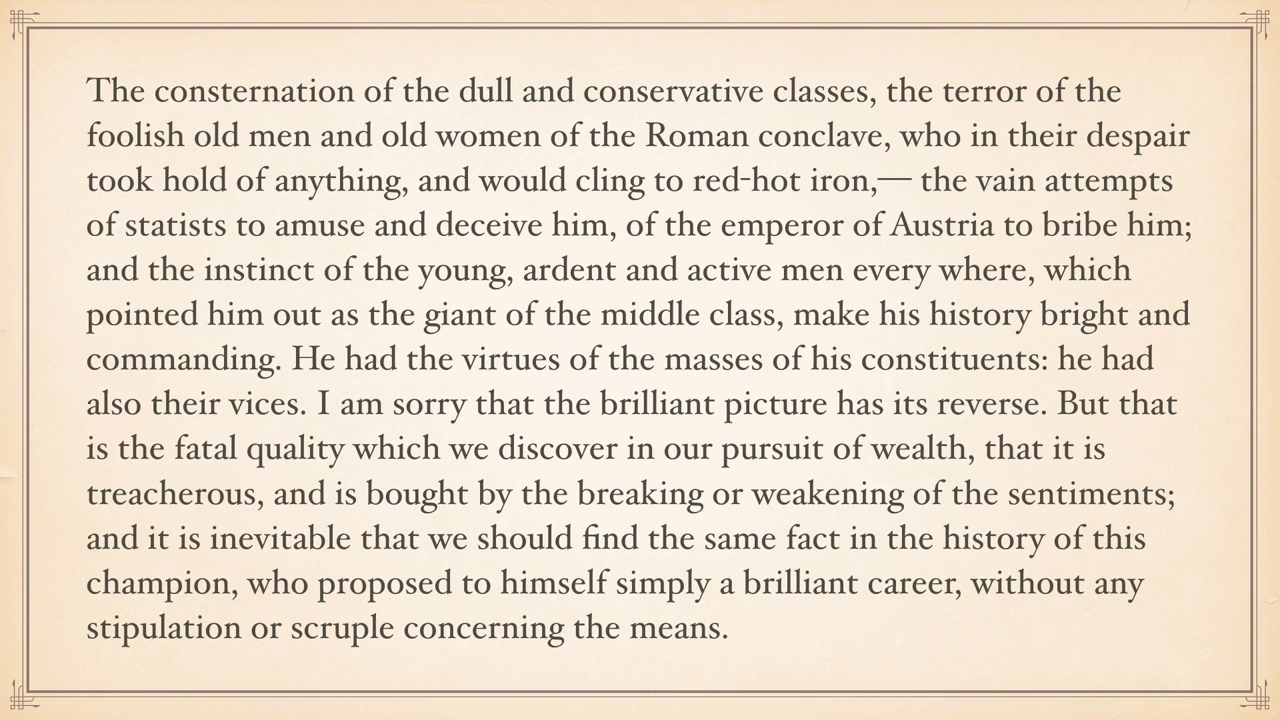 The consternation of the dull and conservative classes, the terror of the
foolish old men and old women of the Roman conclave, who in their despair
took hold of anything, and would cling to red-hot iron,— the vain attempts
of statists to amuse and deceive him, of the emperor of Austria to bribe him;
and the instinct of the young, ardent and active men every where, which
pointed him out as the giant of the middle class, make his history bright and
commanding. He had the virtues of the masses of his constituents: he had
also their vices. I am sorry that the brilliant picture has its reverse. But that
is the fatal quality which we discover in our pursuit of wealth, that it is
treacherous, and is bought by the breaking or weakening of the sentiments;
and it is inevitable that we should find the same fact in the history of this
champion, who proposed to himself simply a brilliant career, without any
stipulation or scruple concerning the means.